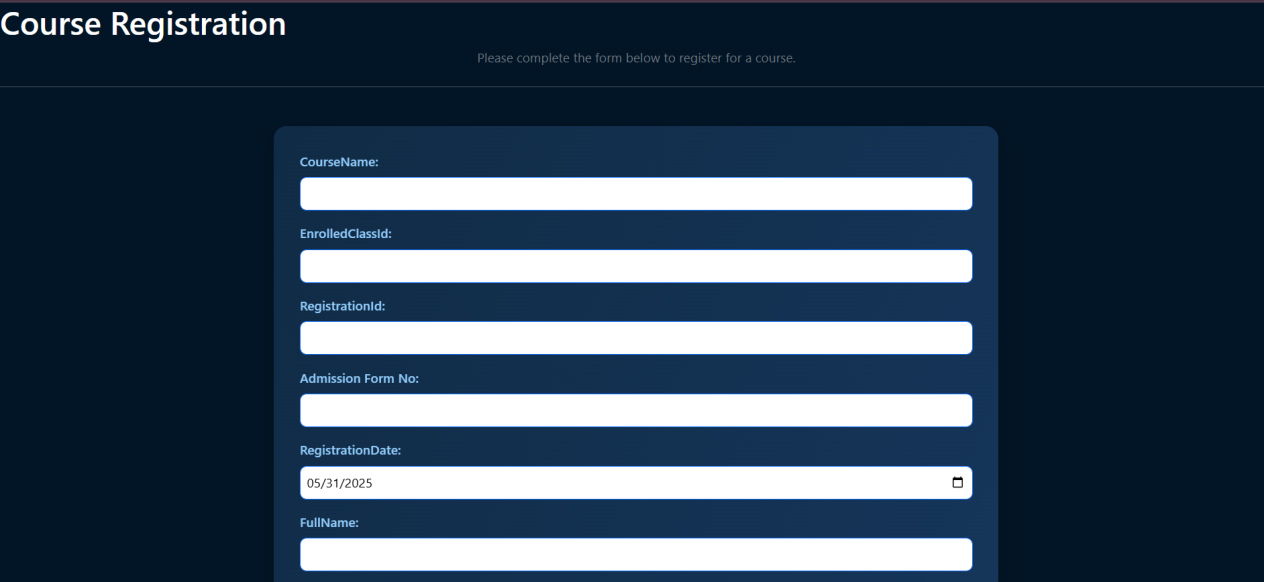 Course Registration
Please complete the form below to register for a course.
CourseName:
EnrolledClassId:
RegistrationId:
Admission Form No:
RegistrationDate:
05/31/2025
FullName: